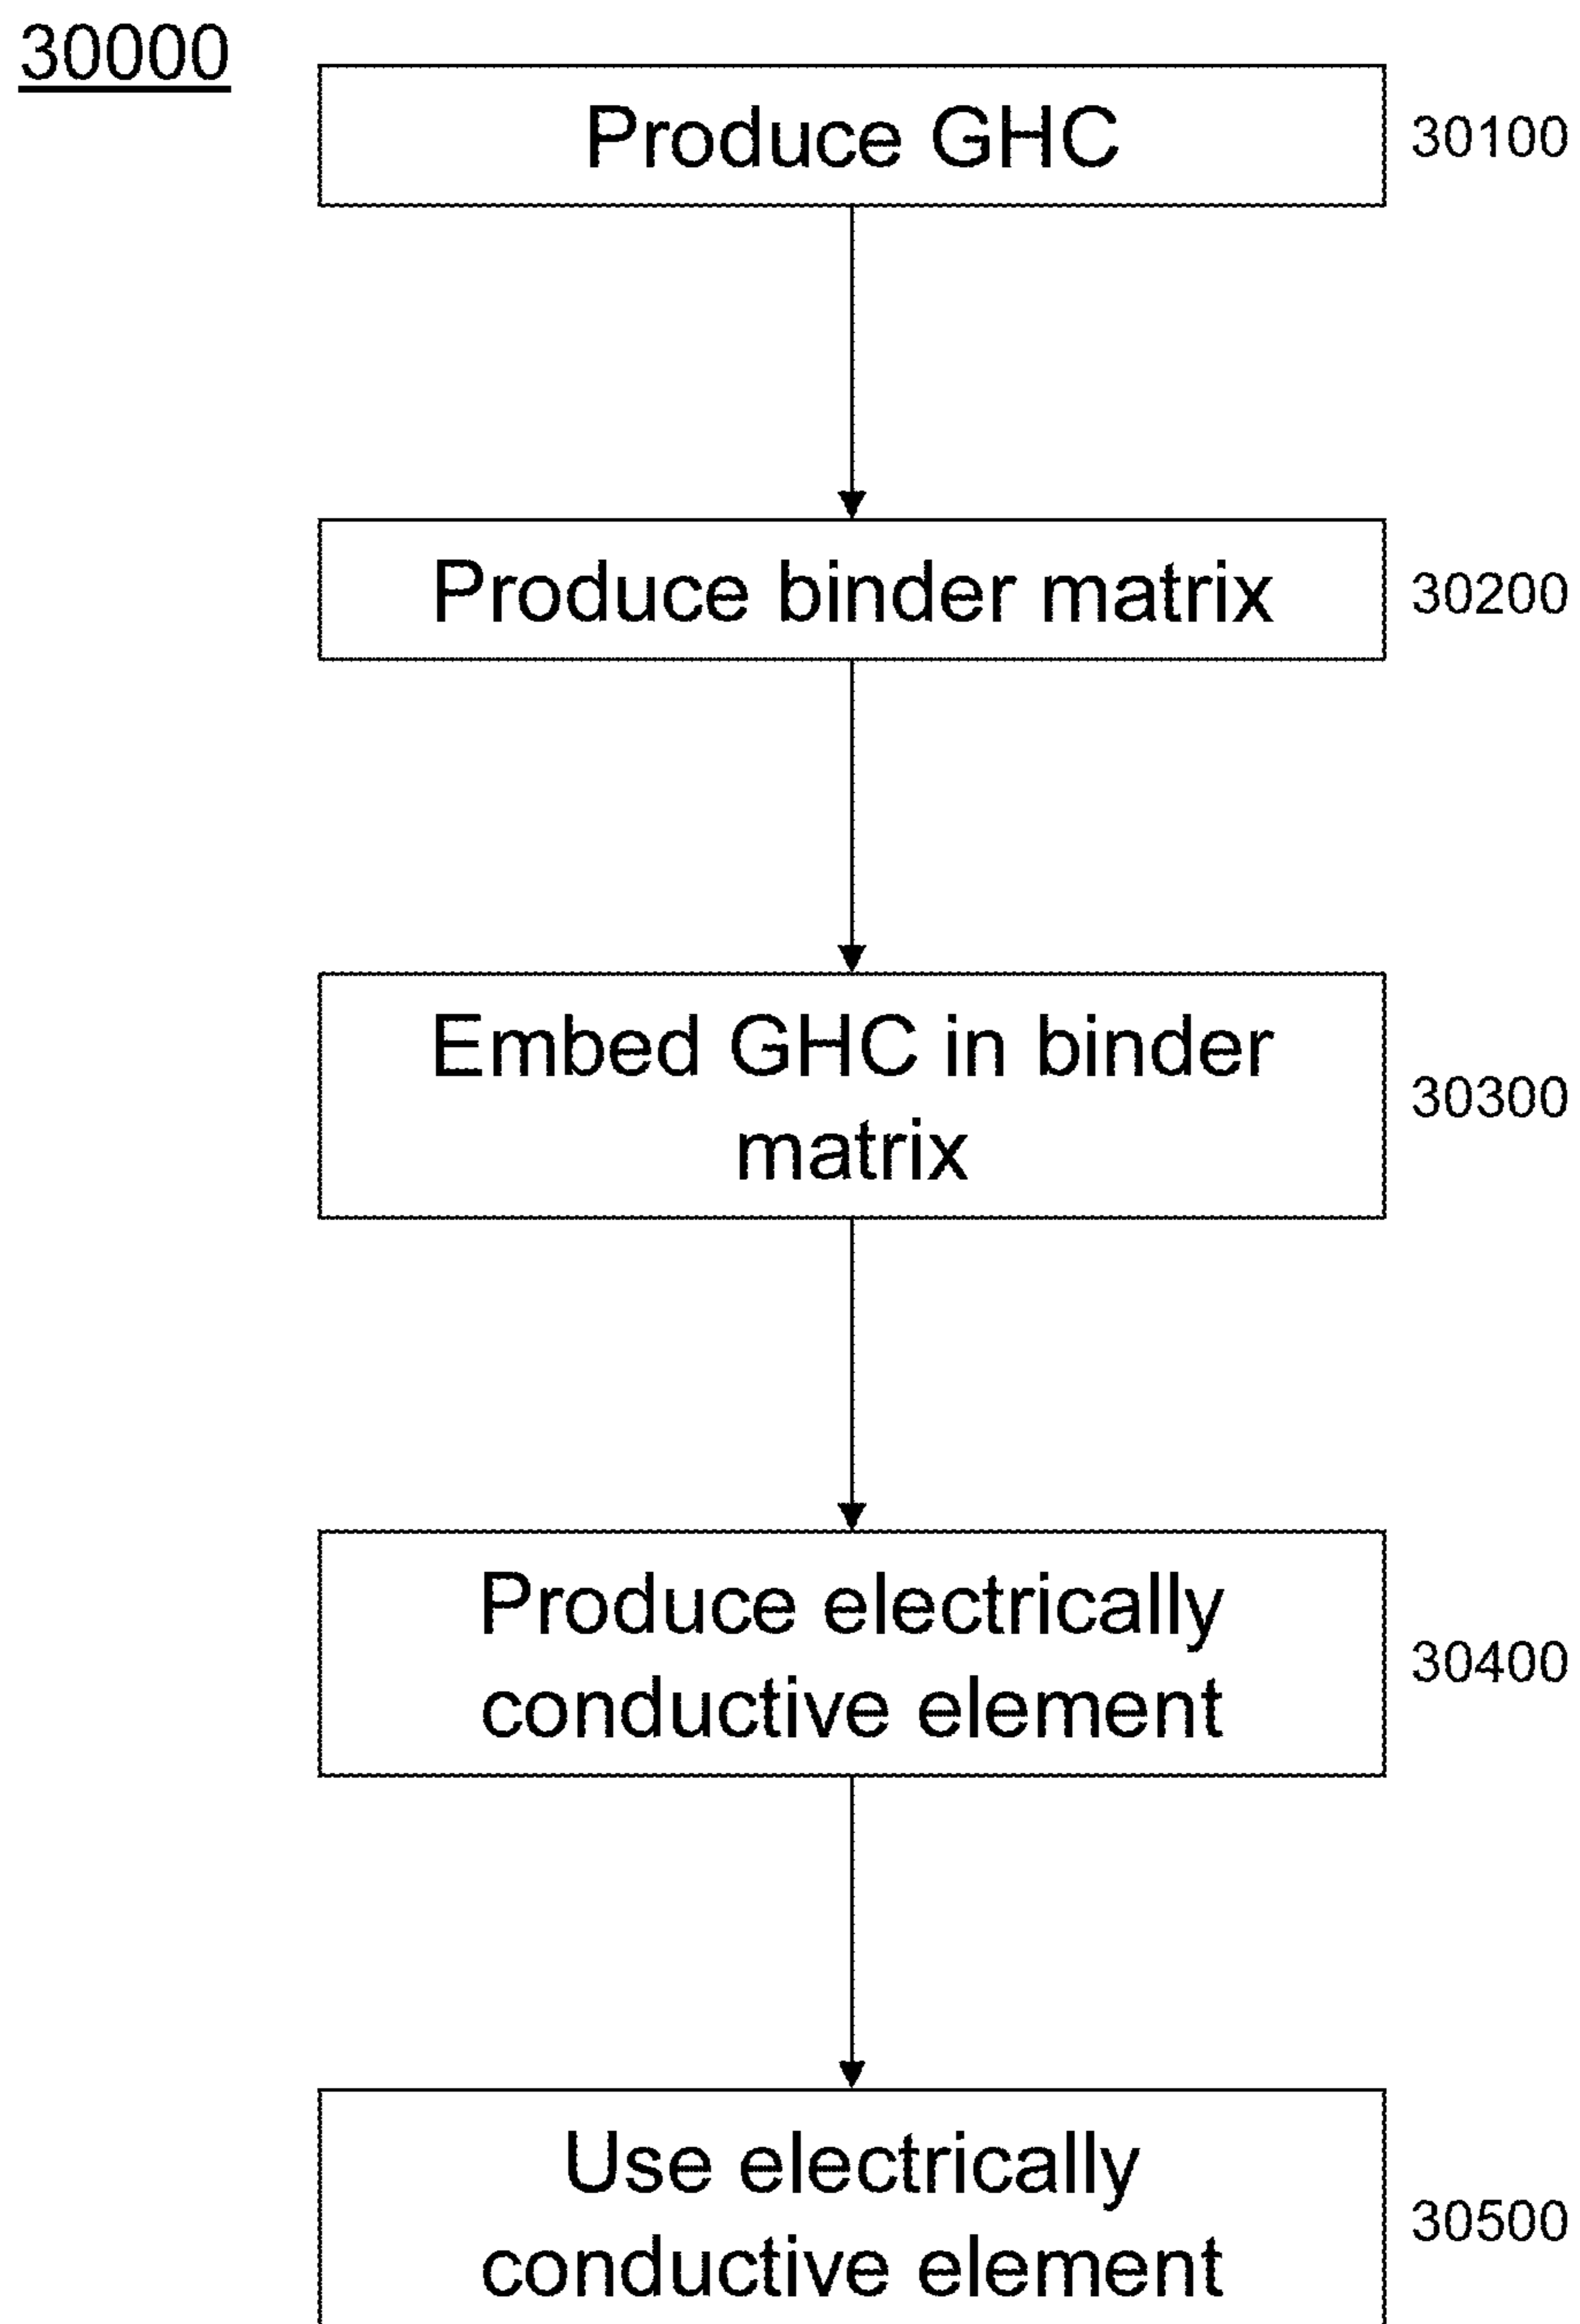 30000
Produce GHC
30100
Produce binder matrix
30200
Embed GHC in binder
matrix
30300
Produce electrically
conductive element
30400
Use electrically
conductive element
30500